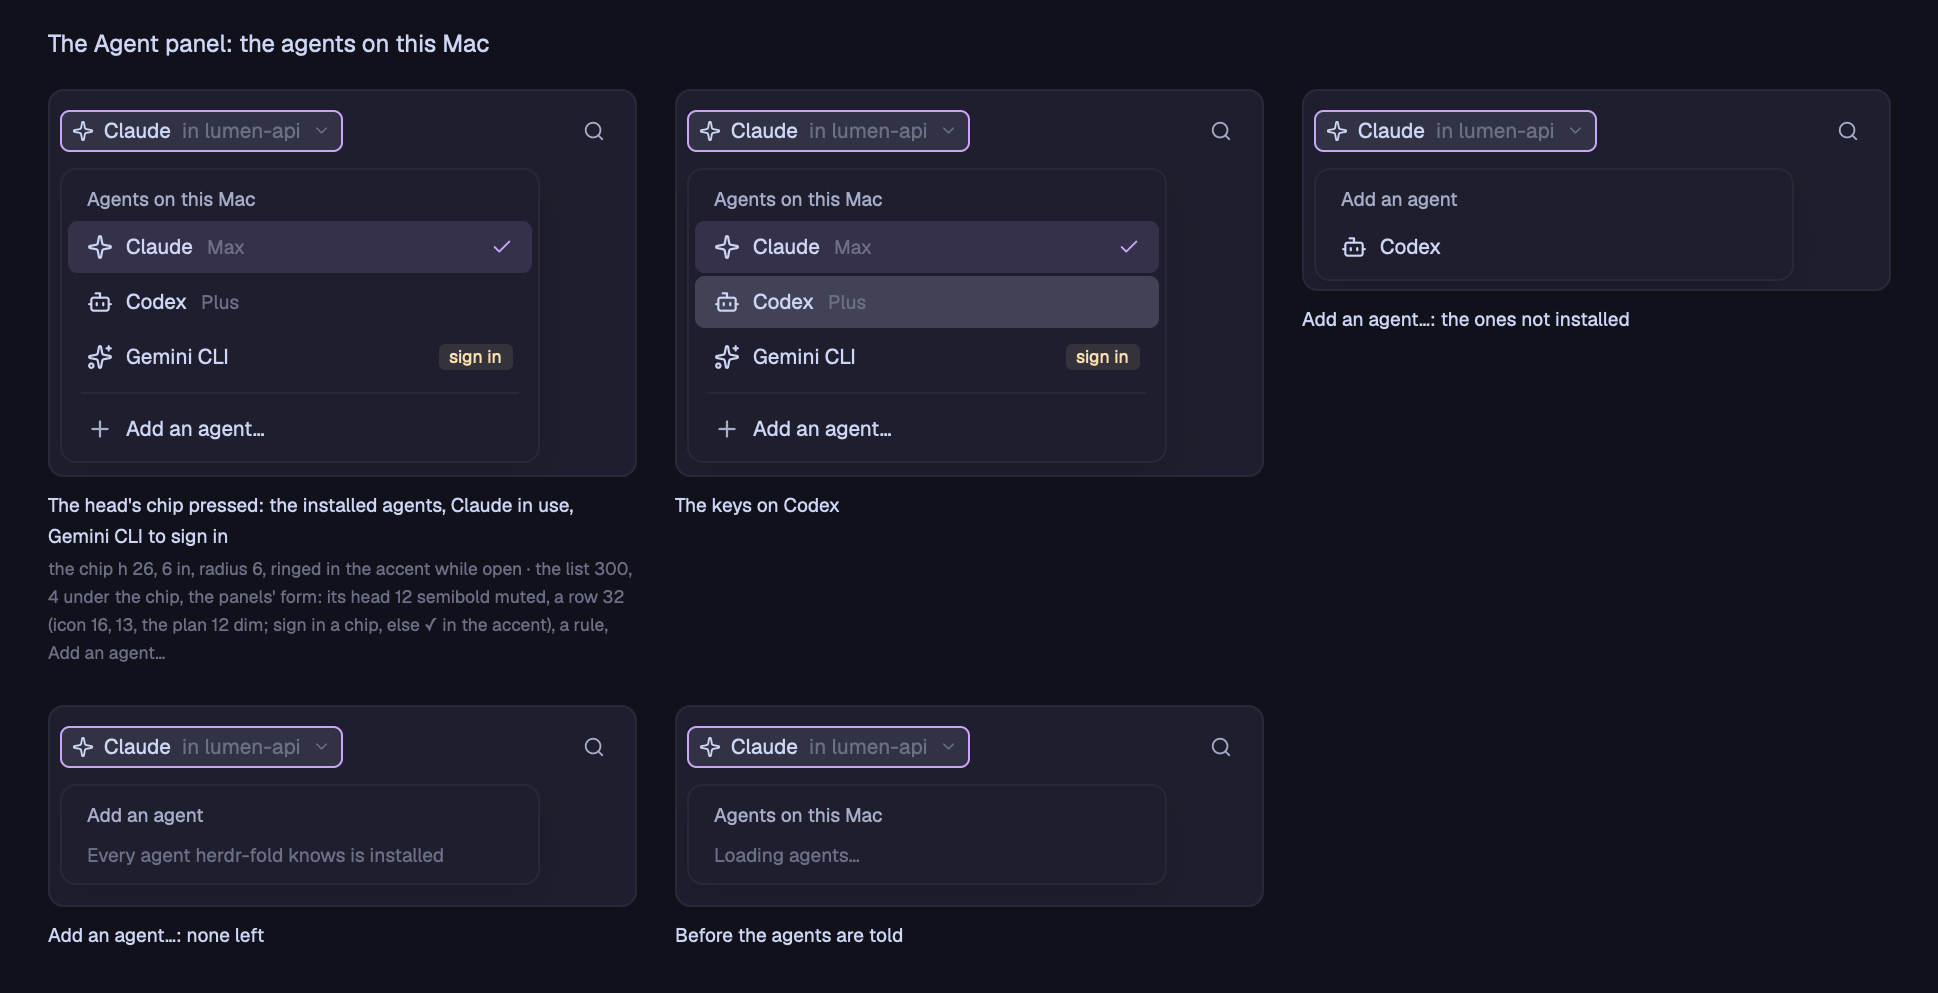 The Agent panel: the agents on this Mac
Claude in lumen-api
Agents on this Mac
Claude Max
Codex Plus
Gemini CLI sign in
Add an agent…
The head's chip pressed: the installed agents, Claude in use,
Gemini CLI to sign in
the chip h 26, 6 in, radius 6, ringed in the accent while open · the list 300,
4 under the chip, the panels' form: its head 12 semibold muted, a row 32
(icon 16, 13, the plan 12 dim; sign in a chip, else ✓ in the accent), a rule,
Add an agent…
Claude in lumen-api
Agents on this Mac
Claude Max
Codex Plus
Gemini CLI sign in
Add an agent…
The keys on Codex
Claude in lumen-api
Add an agent
Codex
Add an agent…: the ones not installed
Claude in lumen-api
Add an agent
Every agent herdr-fold knows is installed
Add an agent…: none left
Claude in lumen-api
Agents on this Mac
Loading agents…
Before the agents are told